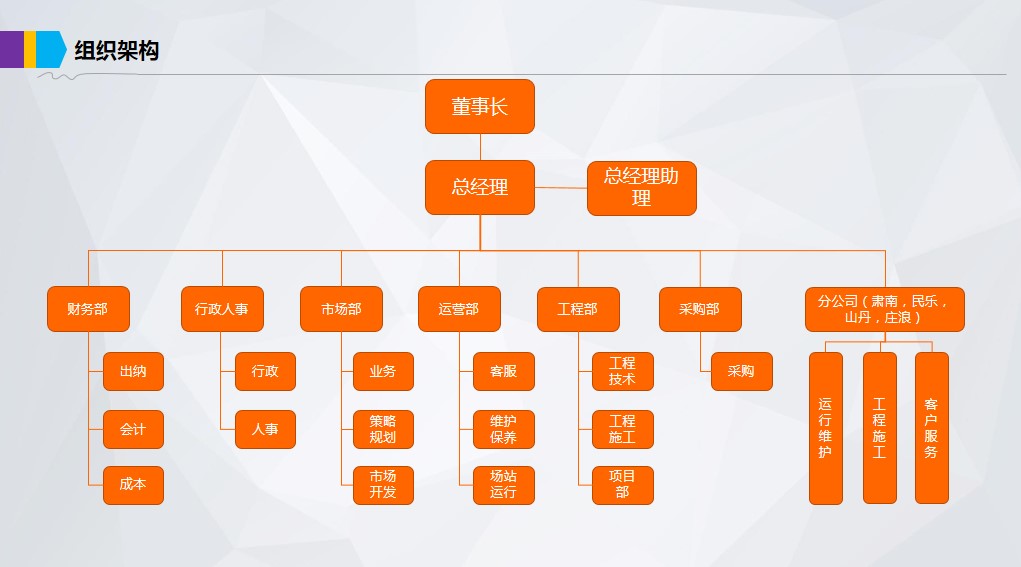 组织架构
董事长
总经理
总经理助
理
财务部
行政人事
市场部
运营部
工程部
采购部
分公司（肃南，民乐，
山丹，庄浪）
出纳
行政
业务
客服
工程
技术
采购
会计
人事
策略
规划
维护
保养
工程
施工
成本
市场
开发
场站
运行
项目
部
运行维护
工程施工
客户服务